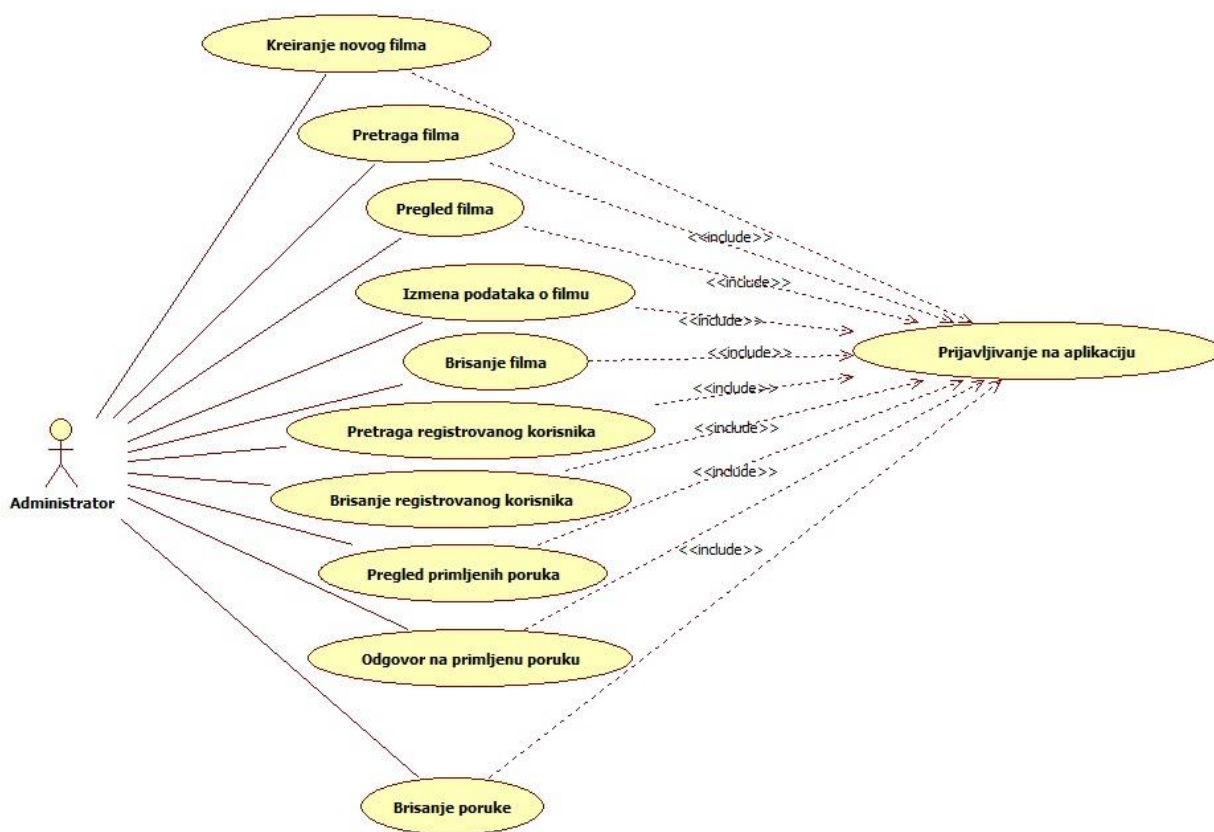 Kreiranje novog filma
Pretraga filma
Pregled filma
<<include>>
<<include>>
Izmena podataka o filmu
<<include>>
Brisanje filma
<<include>>
Prijavljivanje na aplikaciju
<<include>>
Pretraga registrovanog korisnika
<<include>>
Brisanje registrovanog korisnika
<<include>>
Administrator
<<include>>
Pregled primljenih poruka
Odgovor na primljenu poruku
Brisanje poruke